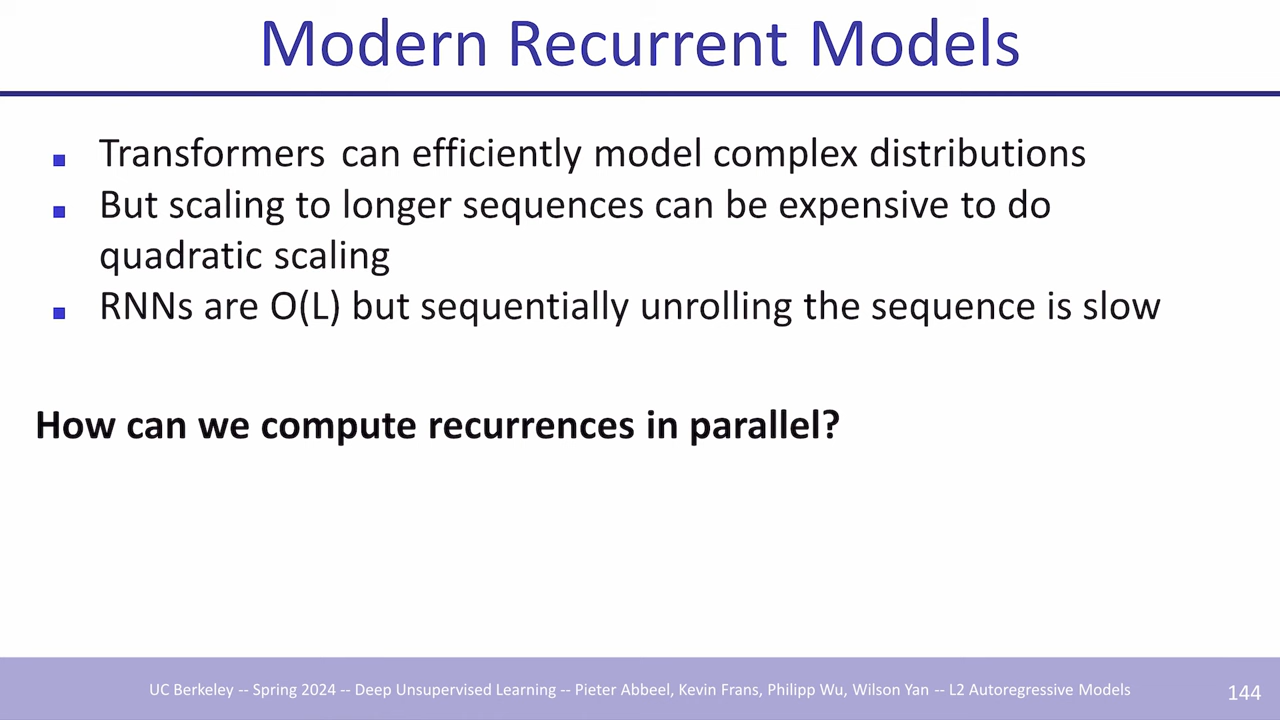 Modern Recurrent Models
Transformers can efficiently model complex distributions
But scaling to longer sequences can be expensive to do
quadratic scaling
RNNs are O(L) but sequentially unrolling the sequence is slow
How can we compute recurrences in parallel?
UC Berkeley -- Spring 2024 -- Deep Unsupervised Learning -- Pieter Abbeel, Kevin Frans, Philipp Wu, Wilson Yan -- L2 Autoregressive Models
144